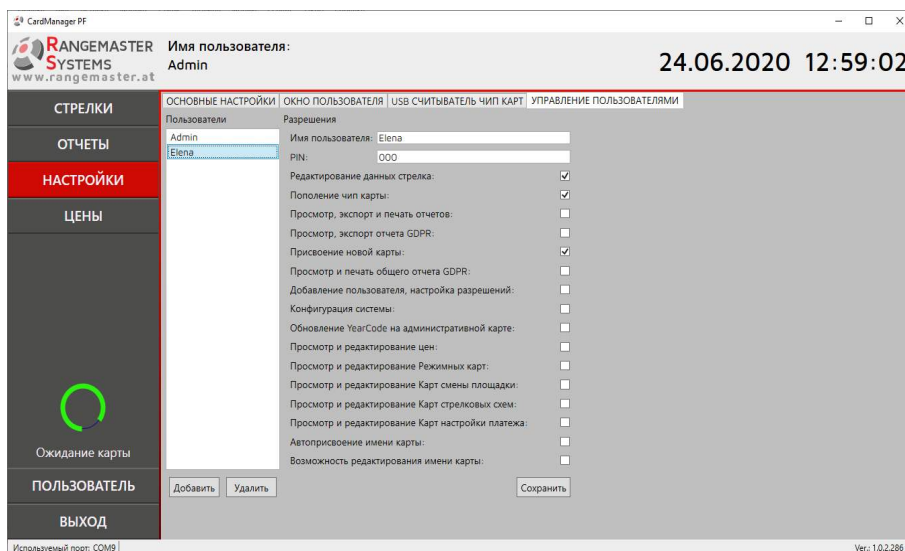 CardManager PF
RANGEMASTER
SYSTEMS
www.rangemaster.at
Имя пользователя:
Admin
24.06.2020 12:59:02
СТРЕЛКИ
ОТЧЕТЫ
НАСТРОЙКИ
ЦЕНЫ
Ожидание карты
ПОЛЬЗОВАТЕЛЬ
ВЫХОД
ОСНОВНЫЕ НАСТРОЙКИ ОКНО ПОЛЬЗОВАТЕЛЯ USB СЧИТЫВАТЕЛЬ ЧИП КАРТ УПРАВЛЕНИЕ ПОЛЬЗОВАТЕЛЯМИ
Пользователи
Admin
Elena
Добавить Удалить
Разрешения
Имя пользователя: Elena
PIN: 000
Редактирование данных стрелка:
Пополение чип карты:
Просмотр, экспорт и печать отчетов:
Просмотр, экспорт отчета GDPR:
Присвоение новой карты:
Просмотр и печать общего отчета GDPR:
Добавление пользователя, настройка разрешений:
Конфигурация системы:
Обновление YearCode на административной карте:
Просмотр и редактирование цен:
Просмотр и редактирование Режимных карт:
Просмотр и редактирование Карт смены площадки:
Просмотр и редактирование Карт стрелковых схем:
Просмотр и редактирование Карт настройки платежа:
Автоприсвоение имени карты:
Возможность редактирования имени карты:
Сохранить
Используемый порт: COM9
Ver.: 1.0.2.286